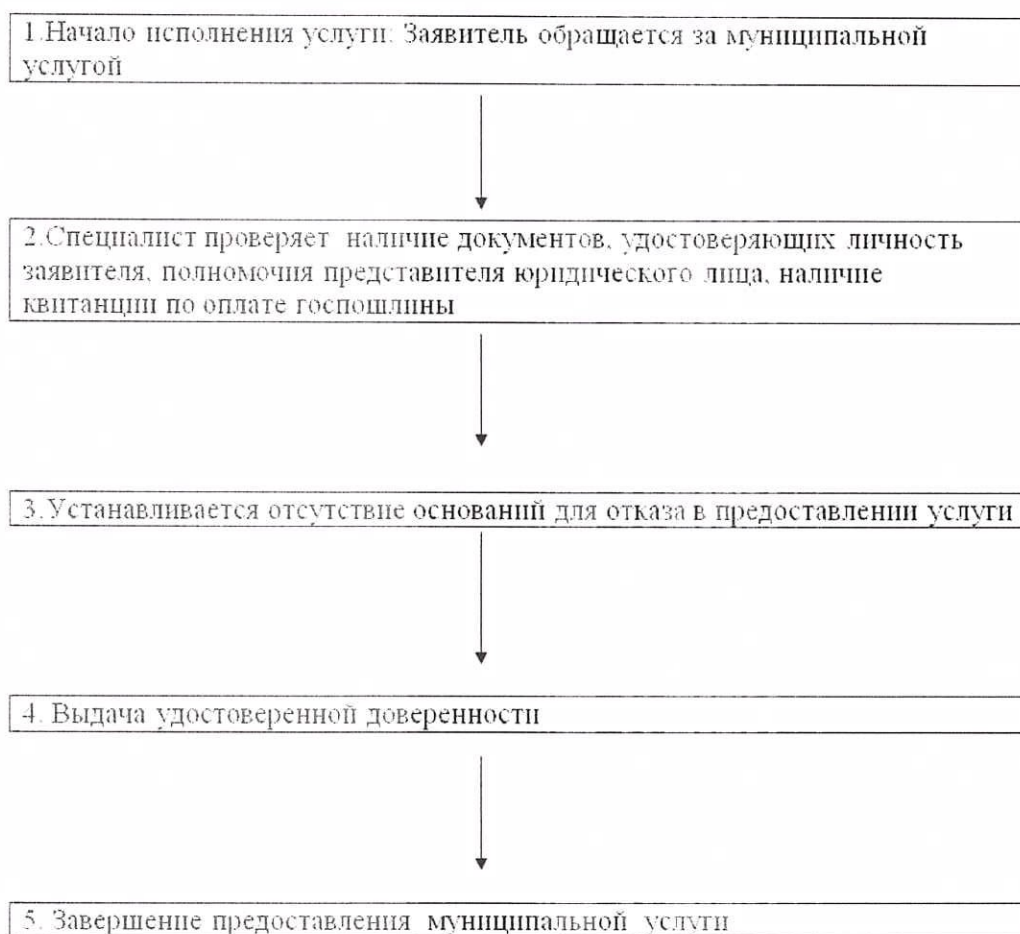 1.Начало исполнения услуги: Заявитель обращается за муниципальной
услугой
2.Специалист проверяет наличие документов, удостоверяющих личность
заявителя, полномочия представителя юридического лица, наличие
квитанции по оплате госпошлины
3.Устанавливается отсутствие оснований для отказа в предоставлении услуги
4. Выдача удостоверенной доверенности
5. Завершение предоставления муниципальной услуги